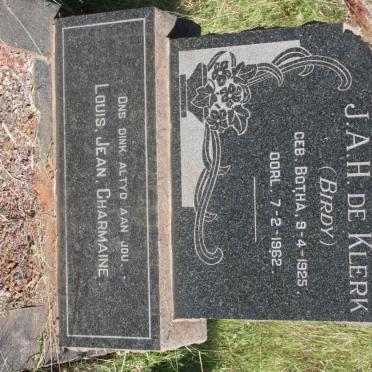 J.A.H. DE KLERK
(BIRDY)
GEB. BOTHA, 9-4-1925.
OORL. 7-2-1962
ONS DINK ALTYD AAN JOU.
LOUIS, JEAN, CHARMAINE.